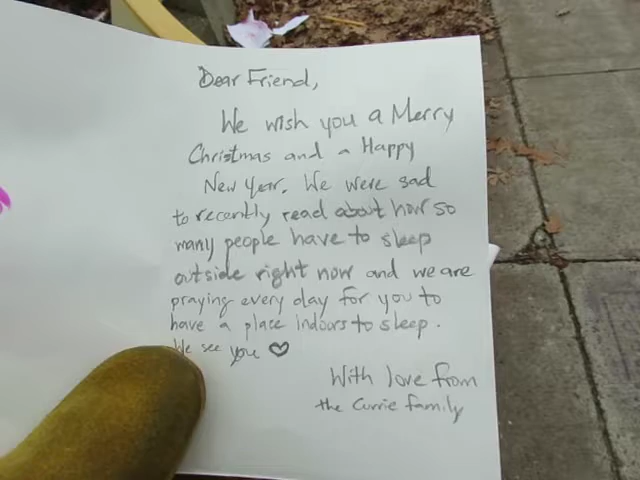 Dear Friend,
We wish you a Merry
Christmas and a Happy
New Year. We were sad
to recently read about how so
many people have to sleep
outside right now and we are
praying every day for you to
have a place indoors to sleep.
We see you ♡
With love from
the Currie family